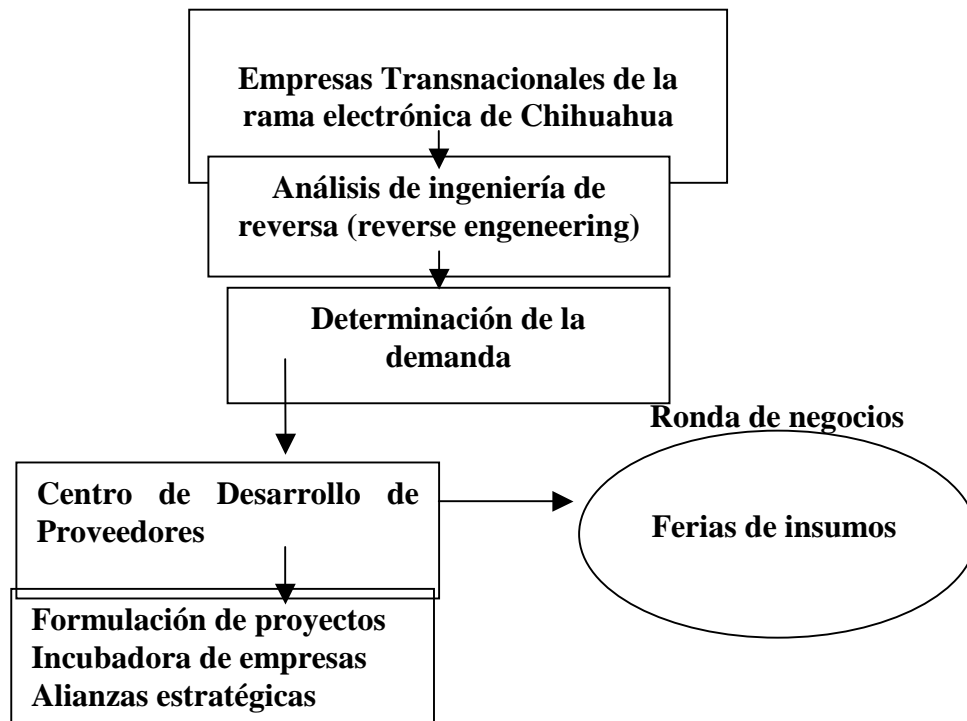 Empresas Transnacionales de la
rama electrónica de Chihuahua
Análisis de ingeniería de
reversa (reverse engeneering)
Determinación de la
demanda
Ronda de negocios
Centro de Desarrollo de
Proveedores
Ferias de insumos
Formulación de proyectos
Incubadora de empresas
Alianzas estratégicas